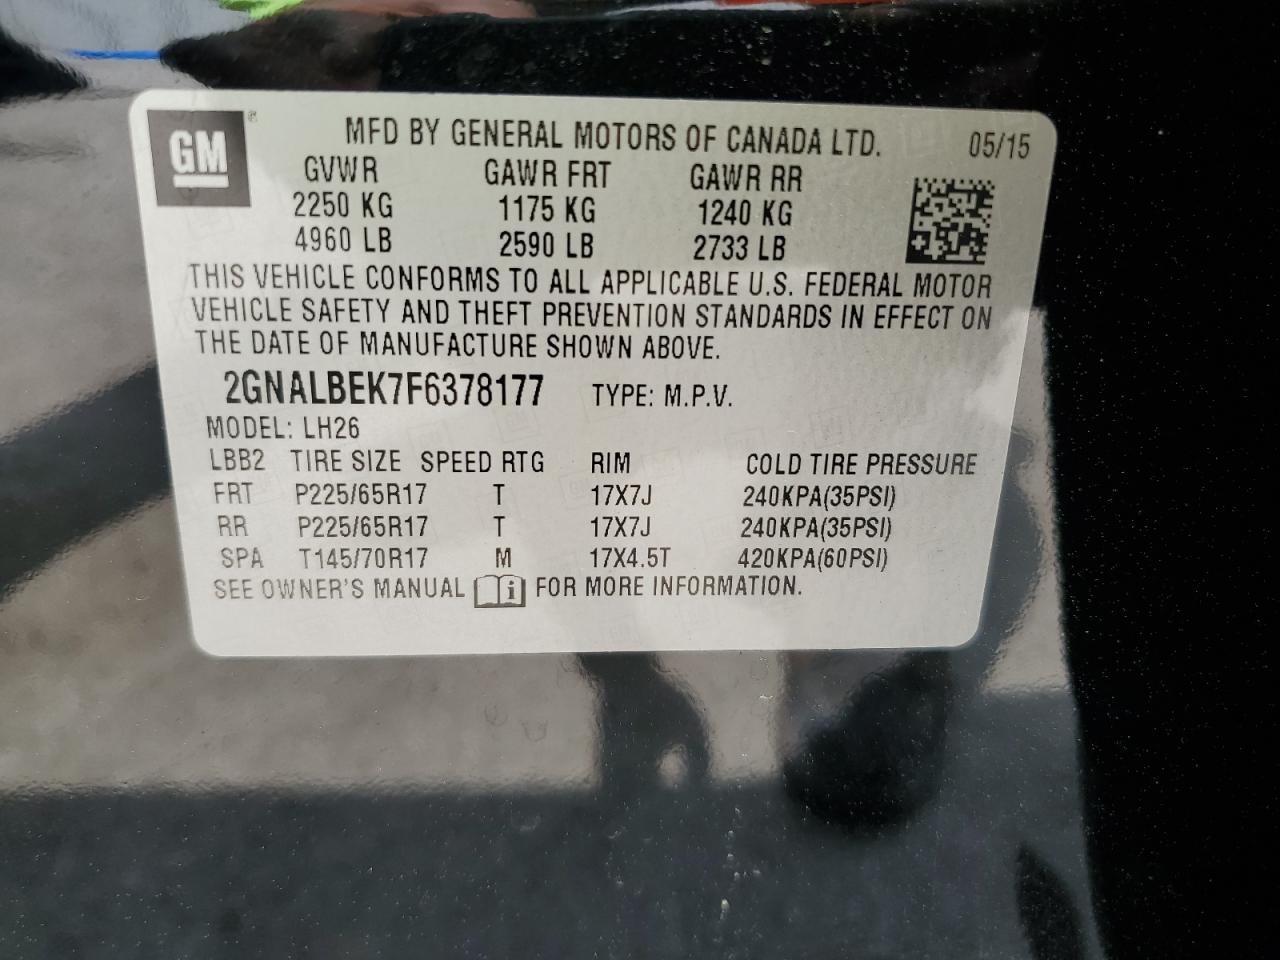 GM ®
MFD BY GENERAL MOTORS OF CANADA LTD. 05/15
GVWR GAWR FRT GAWR RR
2250 KG 1175 KG 1240 KG
4960 LB 2590 LB 2733 LB
THIS VEHICLE CONFORMS TO ALL APPLICABLE U.S. FEDERAL MOTOR
VEHICLE SAFETY AND THEFT PREVENTION STANDARDS IN EFFECT ON
THE DATE OF MANUFACTURE SHOWN ABOVE.
2GNALBEK7F6378177 TYPE: M.P.V.
MODEL: LH26
LBB2 TIRE SIZE SPEED RTG RIM COLD TIRE PRESSURE
FRT P225/65R17 T 17X7J 240KPA(35PSI)
RR P225/65R17 T 17X7J 240KPA(35PSI)
SPA T145/70R17 M 17X4.5T 420KPA(60PSI)
SEE OWNER'S MANUAL i FOR MORE INFORMATION.